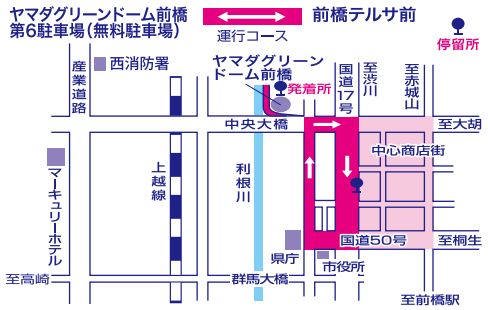 ヤマダグリーンドーム前橋
第6駐車場(無料駐車場)
前橋テルサ前
運行コース
停留所
西消防署
産業道路
ヤマダグリーン
ドーム前橋
発着所
国道17号
至渋川
至赤城山
中央大橋
至大胡
中心商店街
マーキュリーホテル
上越線
利根川
国道50号
至桐生
県庁
市役所
至高崎
群馬大橋
至前橋駅